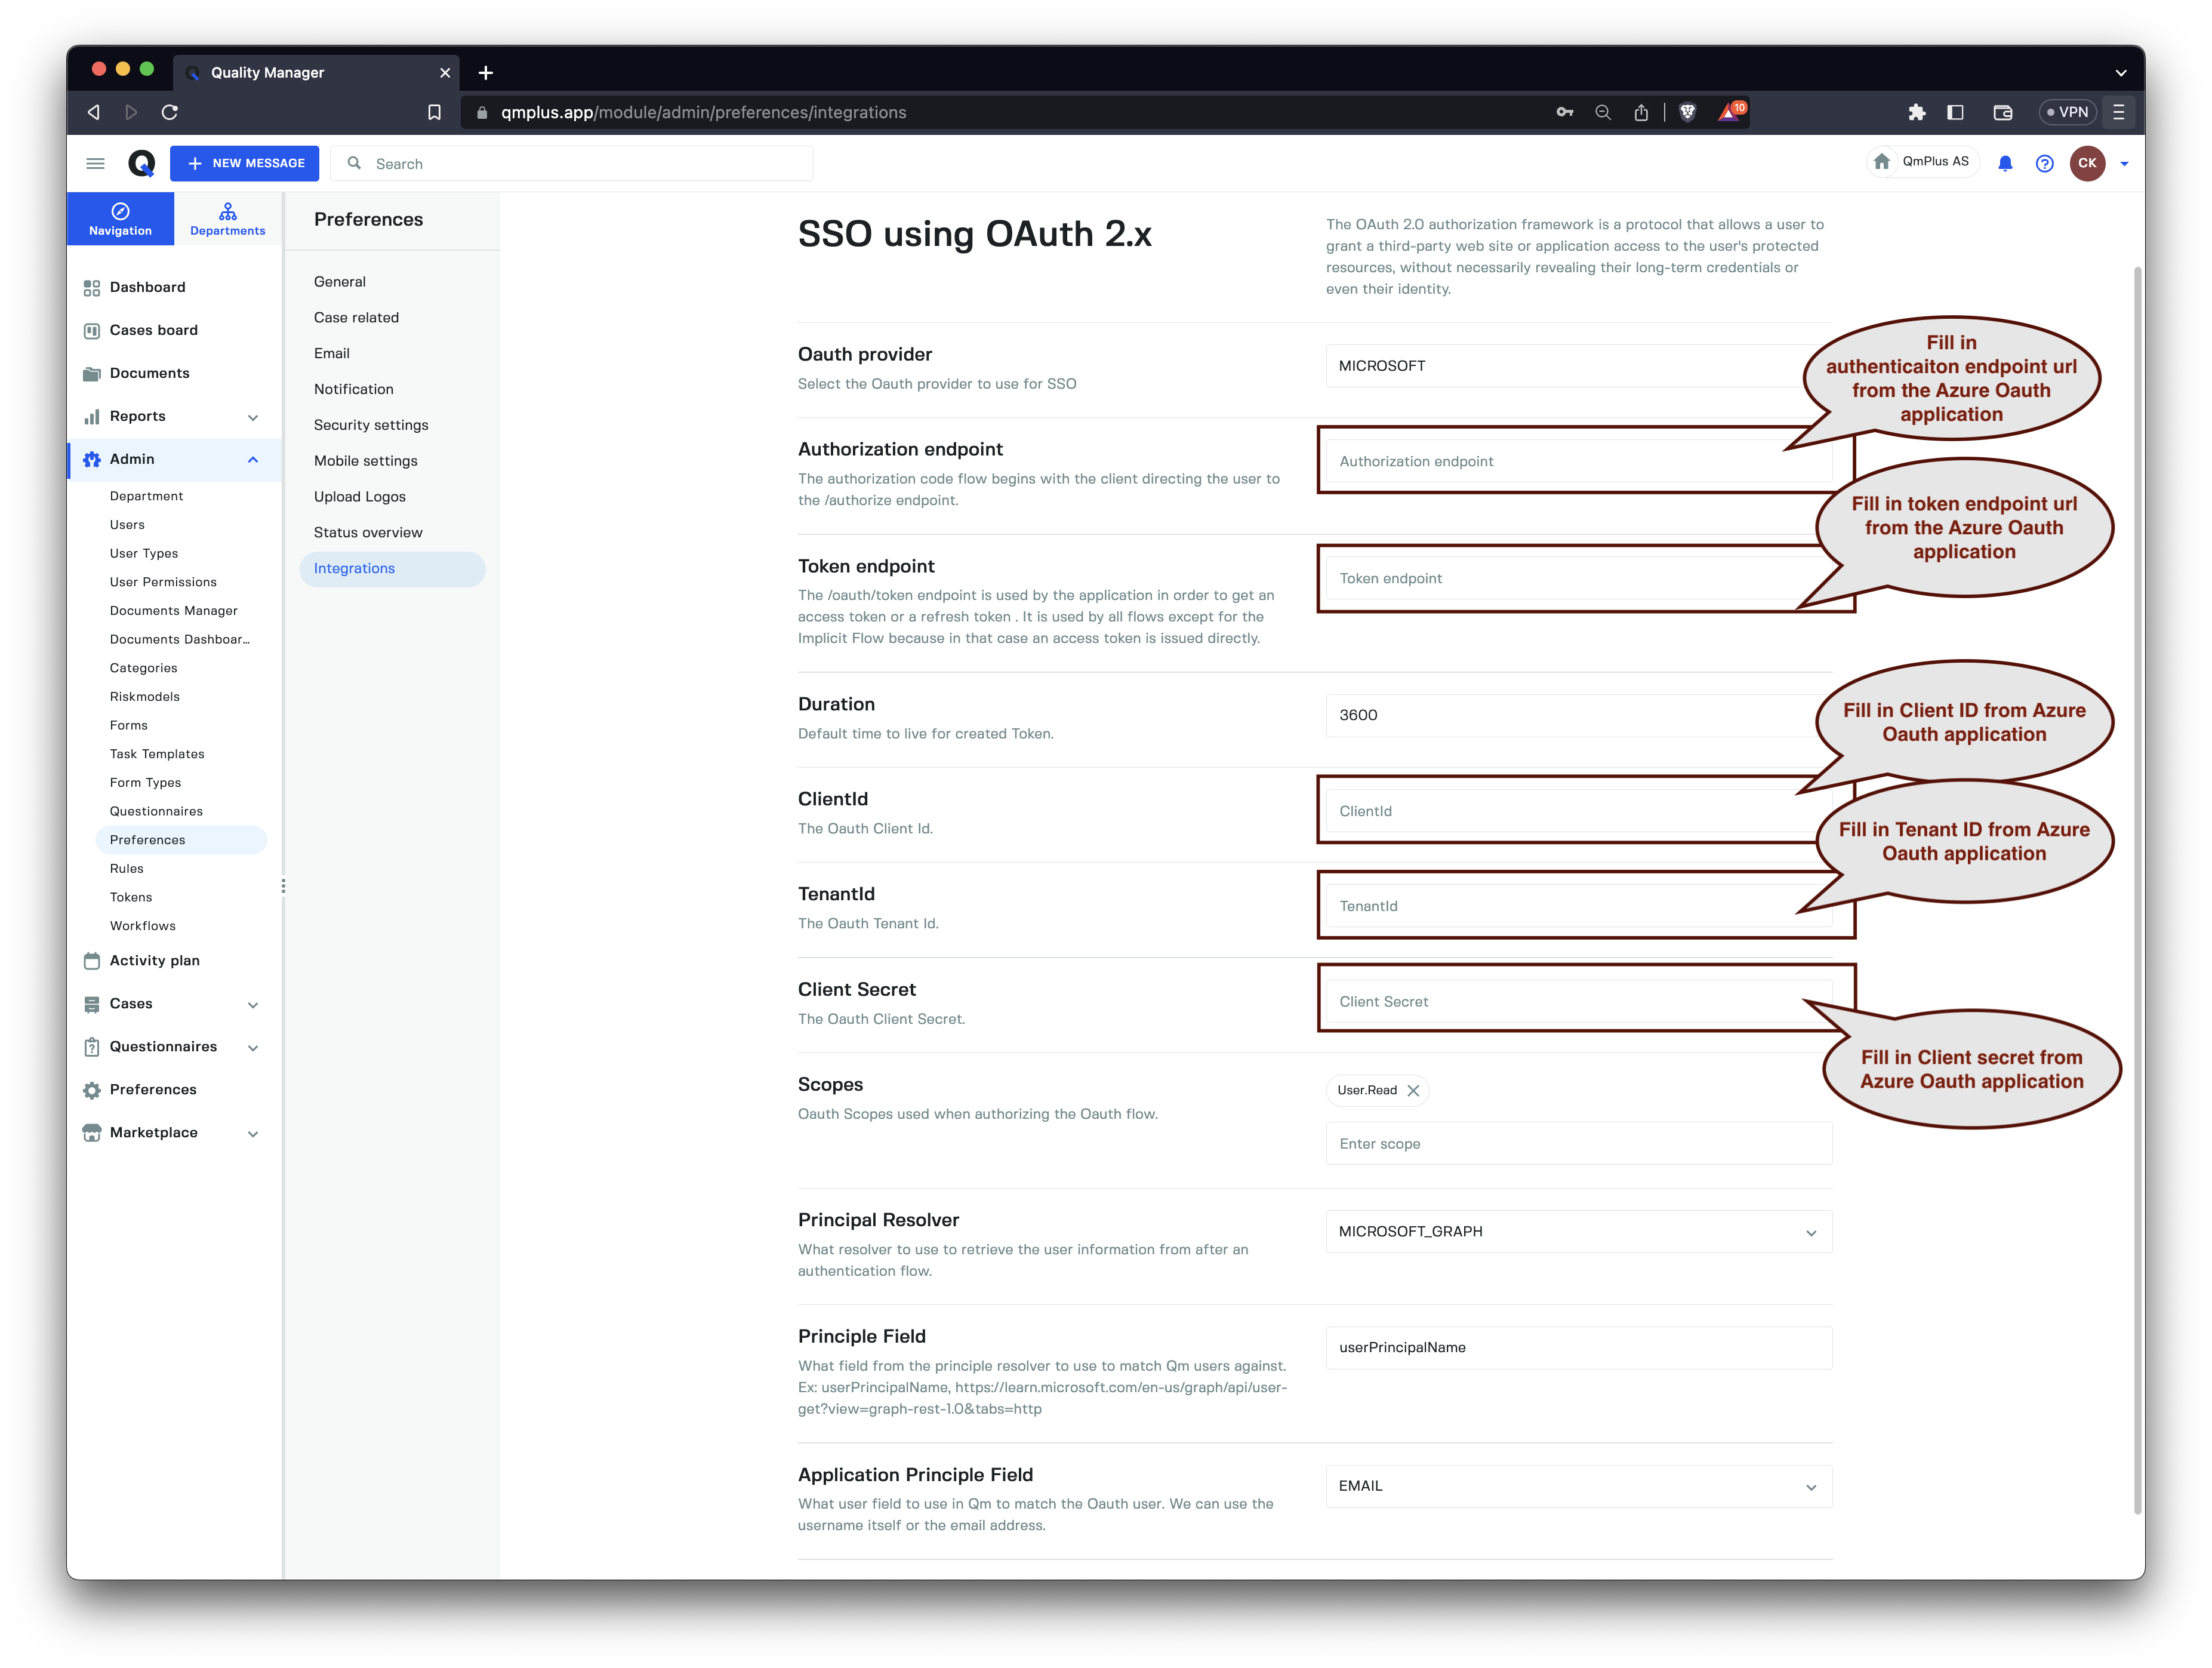 Quality Manager
qmplus.app/module/admin/preferences/integrations
10
VPN
NEW MESSAGE
Search
QmPlus AS
CK
Navigation
Departments
Dashboard
Cases board
Documents
Reports
Admin
Department
Users
User Types
User Permissions
Documents Manager
Documents Dashboar...
Categories
Riskmodels
Forms
Task Templates
Form Types
Questionnaires
Preferences
Rules
Tokens
Workflows
Activity plan
Cases
Questionnaires
Preferences
Marketplace
Preferences
General
Case related
Email
Notification
Security settings
Mobile settings
Upload Logos
Status overview
Integrations
SSO using OAuth 2.x
The OAuth 2.0 authorization framework is a protocol that allows a user to
grant a third-party web site or application access to the user's protected
resources, without necessarily revealing their long-term credentials or
even their identity.
Oauth provider
Select the Oauth provider to use for SSO
MICROSOFT
Fill in
authenticaiton endpoint url
from the Azure Oauth
application
Authorization endpoint
The authorization code flow begins with the client directing the user to
the /authorize endpoint.
Authorization endpoint
Fill in token endpoint url
from the Azure Oauth
application
Token endpoint
The /oauth/token endpoint is used by the application in order to get an
access token or a refresh token . It is used by all flows except for the
Implicit Flow because in that case an access token is issued directly.
Token endpoint
Duration
Default time to live for created Token.
3600
Fill in Client ID from Azure
Oauth application
ClientId
The Oauth Client Id.
ClientId
Fill in Tenant ID from Azure
Oauth application
TenantId
The Oauth Tenant Id.
TenantId
Client Secret
The Oauth Client Secret.
Client Secret
Fill in Client secret from
Azure Oauth application
Scopes
Oauth Scopes used when authorizing the Oauth flow.
User.Read
Enter scope
Principal Resolver
What resolver to use to retrieve the user information from after an
authentication flow.
MICROSOFT_GRAPH
Principle Field
What field from the principle resolver to use to match Qm users against.
Ex: userPrincipalName, https://learn.microsoft.com/en-us/graph/api/user-
get?view=graph-rest-1.0&tabs=http
userPrincipalName
Application Principle Field
What user field to use in Qm to match the Oauth user. We can use the
username itself or the email address.
EMAIL